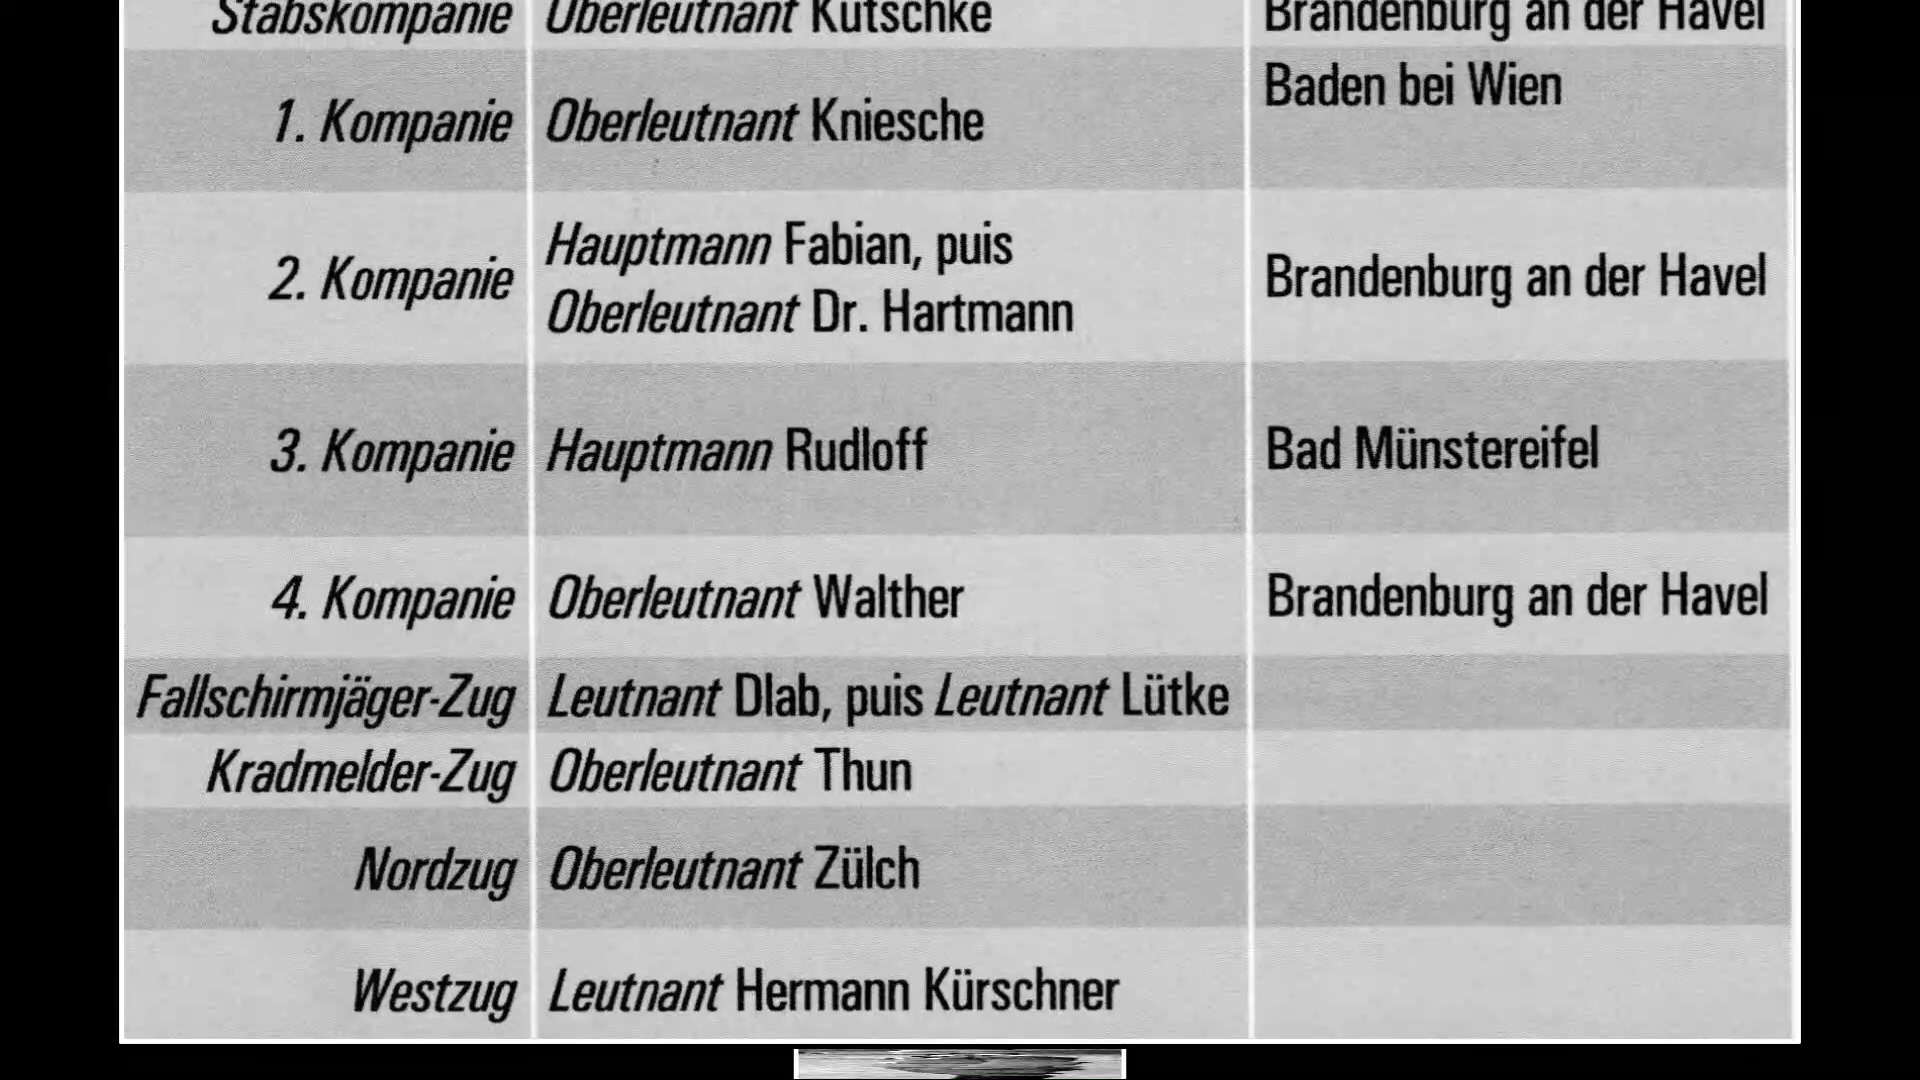 Stabskompanie Oberleutnant Kutschke Brandenburg an der Havel
1. Kompanie Oberleutnant Kniesche Baden bei Wien
2. Kompanie Hauptmann Fabian, puis
Oberleutnant Dr. Hartmann Brandenburg an der Havel
3. Kompanie Hauptmann Rudloff Bad Münstereifel
4. Kompanie Oberleutnant Walther Brandenburg an der Havel
Fallschirmjäger-Zug Leutnant Dlab, puis Leutnant Lütke
Kradmelder-Zug Oberleutnant Thun
Nordzug Oberleutnant Zülch
Westzug Leutnant Hermann Kürschner